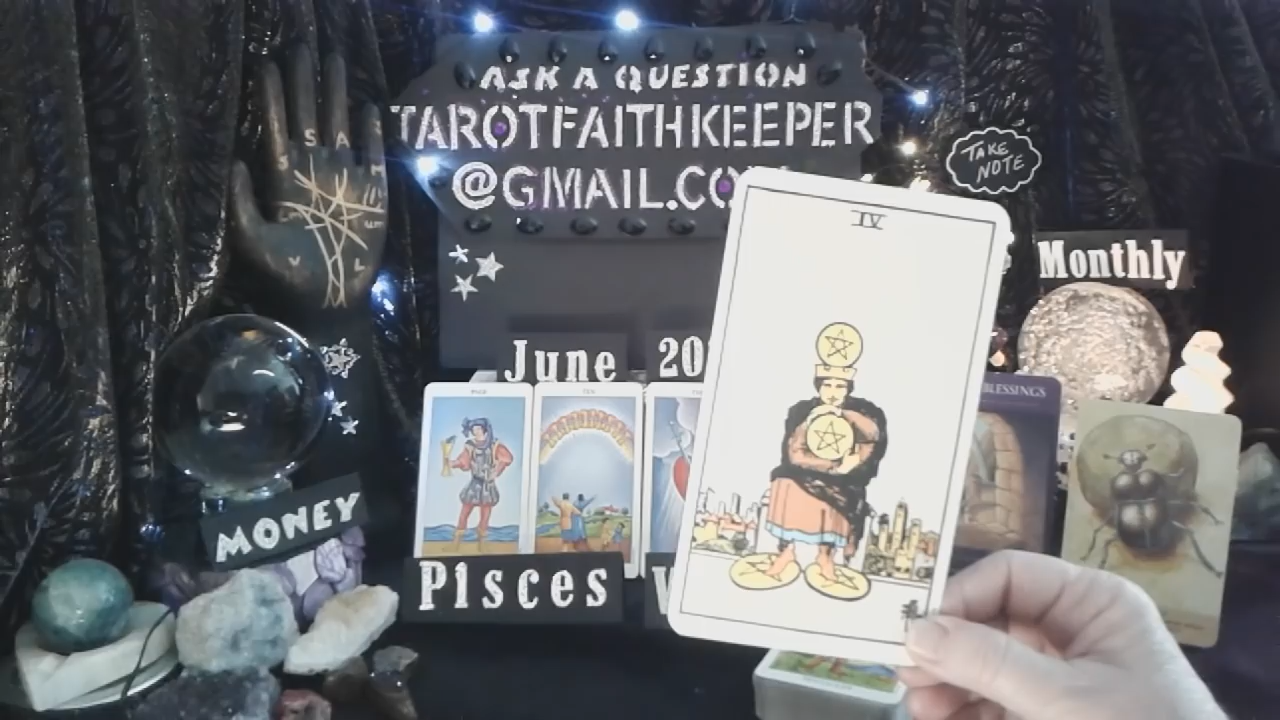 ASK A QUESTION
TAROTFAITHKEEPER
@GMAIL.CO
TAKE
NOTE
S A
Monthly
IV
June 20
BLESSINGS
MONEY
Pisces